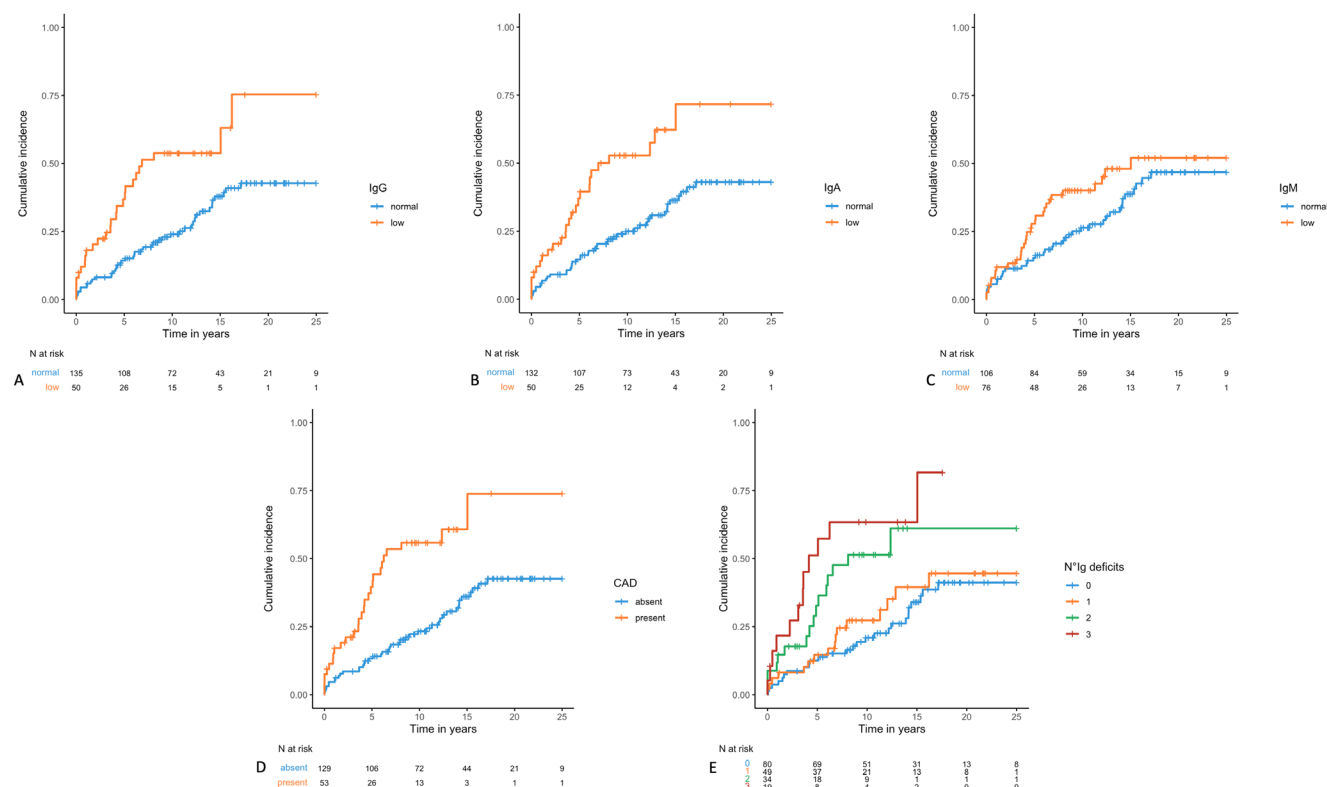 1.00
0.75
0.50
0.25
0.00
Cumulative incidence
0 5 10 15 20 25
Time in years
IgG
normal
low
N at risk
normal 135 108 72 43 21 9
low 50 26 15 5 1 1
A
1.00
0.75
0.50
0.25
0.00
Cumulative incidence
0 5 10 15 20 25
Time in years
IgA
normal
low
N at risk
normal 132 107 73 43 20 9
low 50 25 12 4 2 1
B
1.00
0.75
0.50
0.25
0.00
Cumulative incidence
0 5 10 15 20 25
Time in years
IgM
normal
low
N at risk
normal 106 84 59 34 15 9
low 76 48 26 13 7 1
C
1.00
0.75
0.50
0.25
0.00
Cumulative incidence
0 5 10 15 20 25
Time in years
CAD
absent
present
N at risk
absent 129 106 72 44 21 9
present 53 26 13 3 1 1
D
1.00
0.75
0.50
0.25
0.00
Cumulative incidence
0 5 10 15 20 25
Time in years
N°Ig deficits
0
1
2
3
N at risk
0 80 69 51 31 13 8
1 49 37 21 13 8 1
2 34 18 9 1 1 1
E